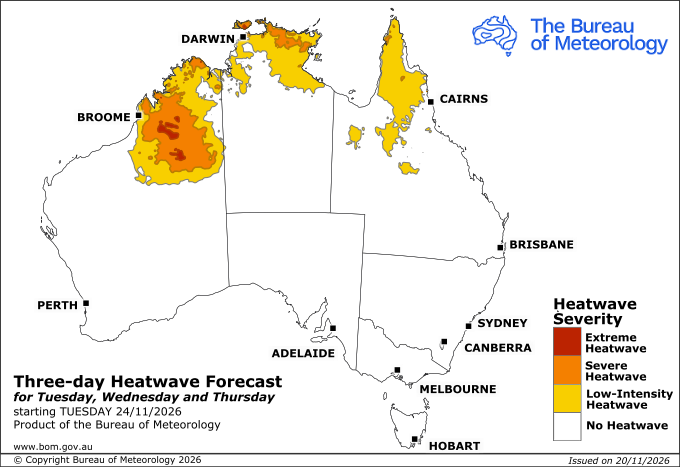 The Bureau
of Meteorology
DARWIN
CAIRNS
BROOME
BRISBANE
PERTH
SYDNEY
CANBERRA
ADELAIDE
MELBOURNE
HOBART
Heatwave
Severity
Extreme
Heatwave
Severe
Heatwave
Low-Intensity
Heatwave
No Heatwave
Three-day Heatwave Forecast
for Tuesday, Wednesday and Thursday
starting TUESDAY 24/11/2026
Product of the Bureau of Meteorology
www.bom.gov.au
© Copyright Bureau of Meteorology 2026
Issued on 20/11/2026